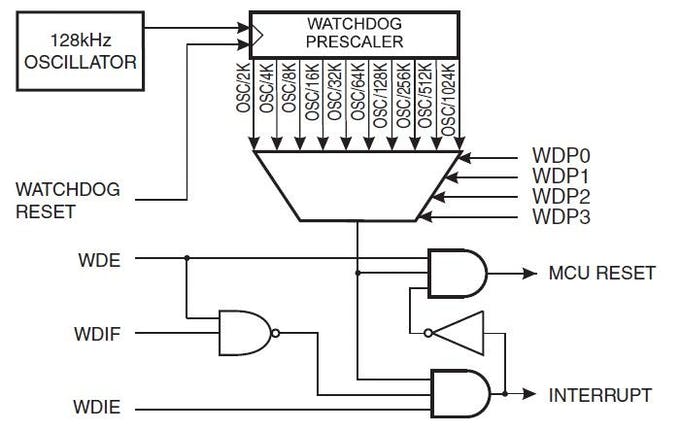 128kHz
OSCILLATOR
WATCHDOG
PRESCALER
OSC/2K
OSC/4K
OSC/8K
OSC/16K
OSC/32K
OSC/64K
OSC/128K
OSC/256K
OSC/512K
OSC/1024K
WATCHDOG
RESET
WDP0
WDP1
WDP2
WDP3
WDE
MCU RESET
WDIF
WDIE
INTERRUPT